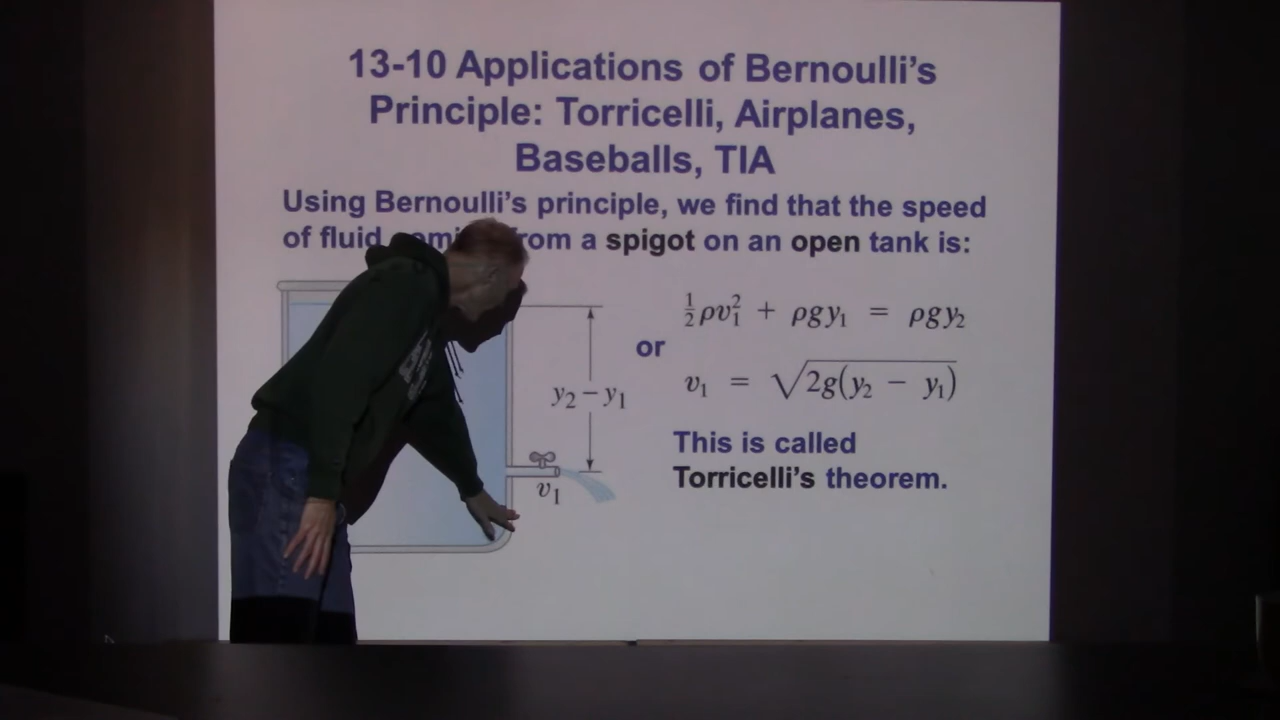 13-10 Applications of Bernoulli's
Principle: Torricelli, Airplanes,
Baseballs, TIA
Using Bernoulli's principle, we find that the speed
of fluid from a spigot on an open tank is:
½ρv₁² + ρgy₁ = ρgy₂
or
v₁ = √2g(y₂ − y₁)
y₂ − y₁
This is called
Torricelli's theorem.
v₁